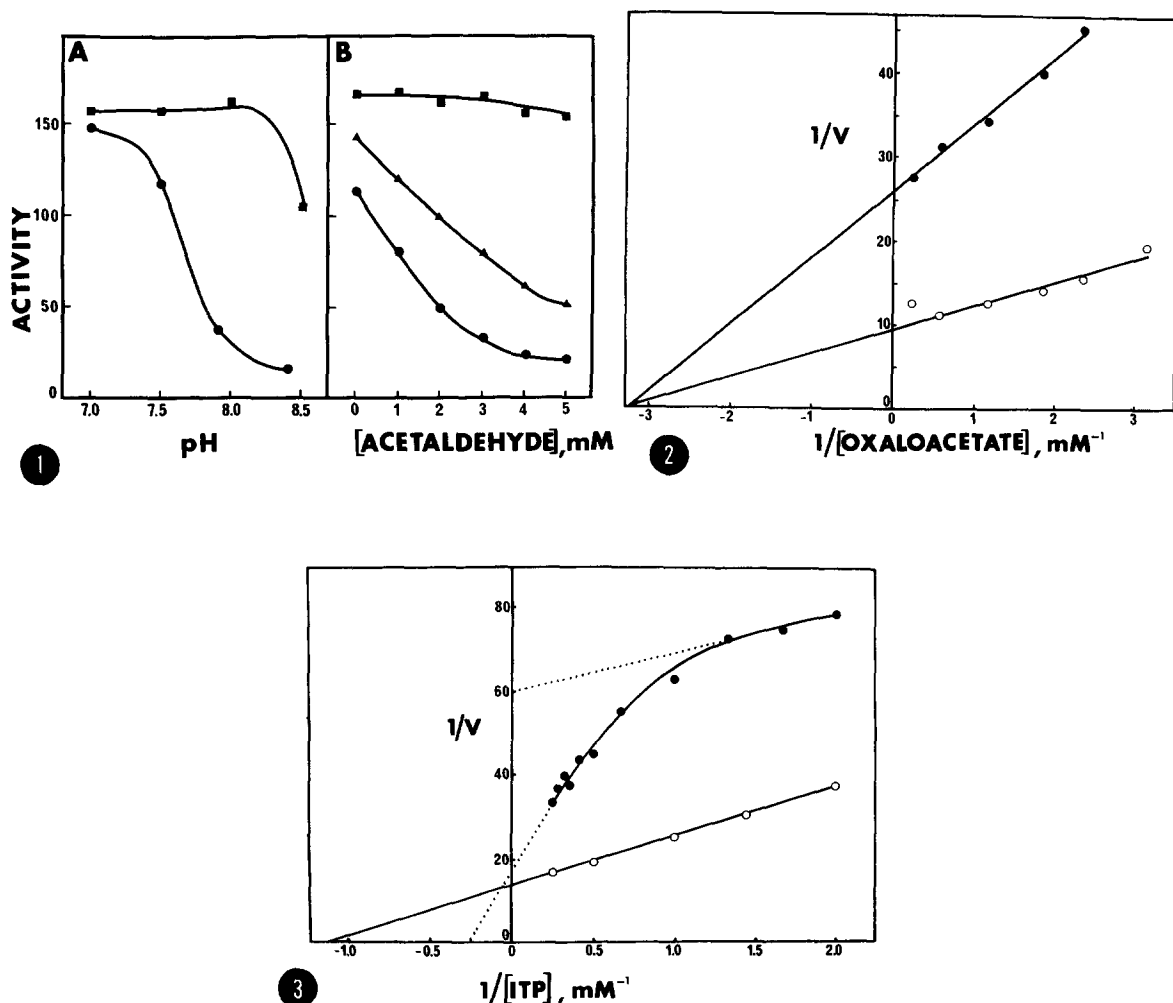 A
B
ACTIVITY
150
100
50
0
7.0 7.5 8.0 8.5
pH
0 1 2 3 4 5
[ACETALDEHYDE], mM
1
1/V
40
30
20
10
0
-3 -2 -1 0 1 2 3
1/[OXALOACETATE], mM⁻¹
2
1/V
80
60
40
20
0
-1.0 -0.5 0 0.5 1.0 1.5 2.0
1/[ITP], mM⁻¹
3